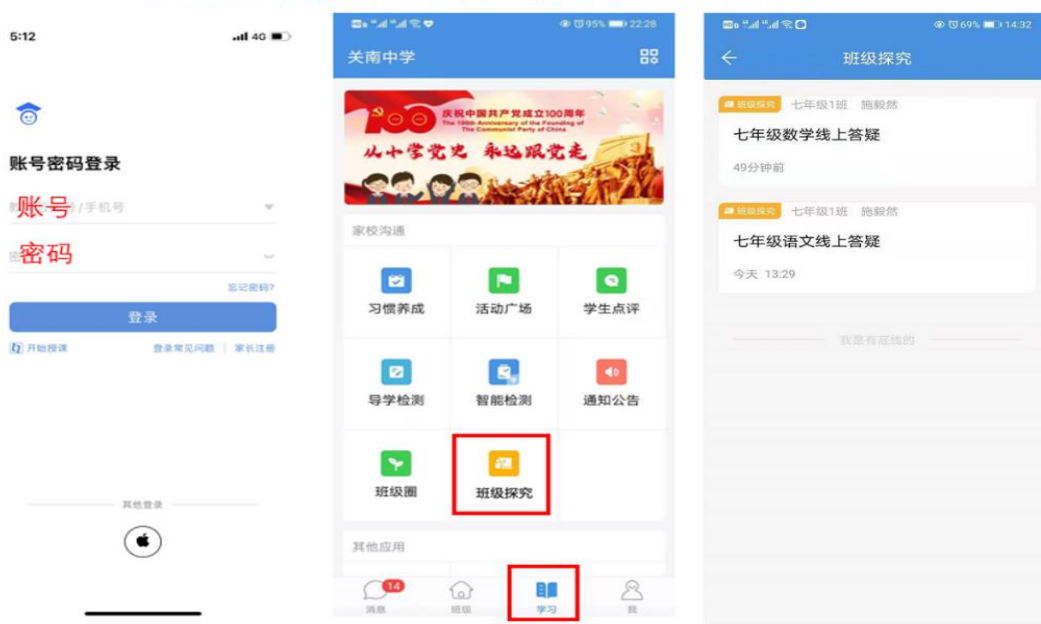 5:12
4G
账号密码登录
账号
号/手机号
密码
忘记密码?
登录
开始授课
登录常见问题
家长注册
其他登录
95%
22:28
关南中学
100
庆祝中国共产党成立100周年
The 100th Anniversary of the Founding of
The Communist Party of China
从小学党史 永远跟党走
家校沟通
习惯养成
活动广场
学生点评
导学检测
智能检测
通知公告
班级圈
班级探究
其他应用
14
消息
班级
学习
我
69%
14:32
班级探究
班级探究
七年级1班 施毅然
七年级数学线上答疑
49分钟前
班级探究
七年级1班 施毅然
七年级语文线上答疑
今天 13:29
我是有底线的